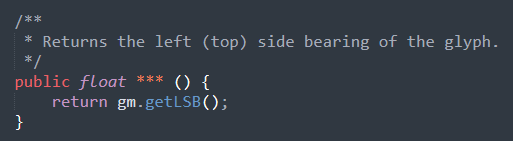 /**
 * Returns the left (top) side bearing of the glyph.
 */
public float *** () {
    return gm.getLSB();
}